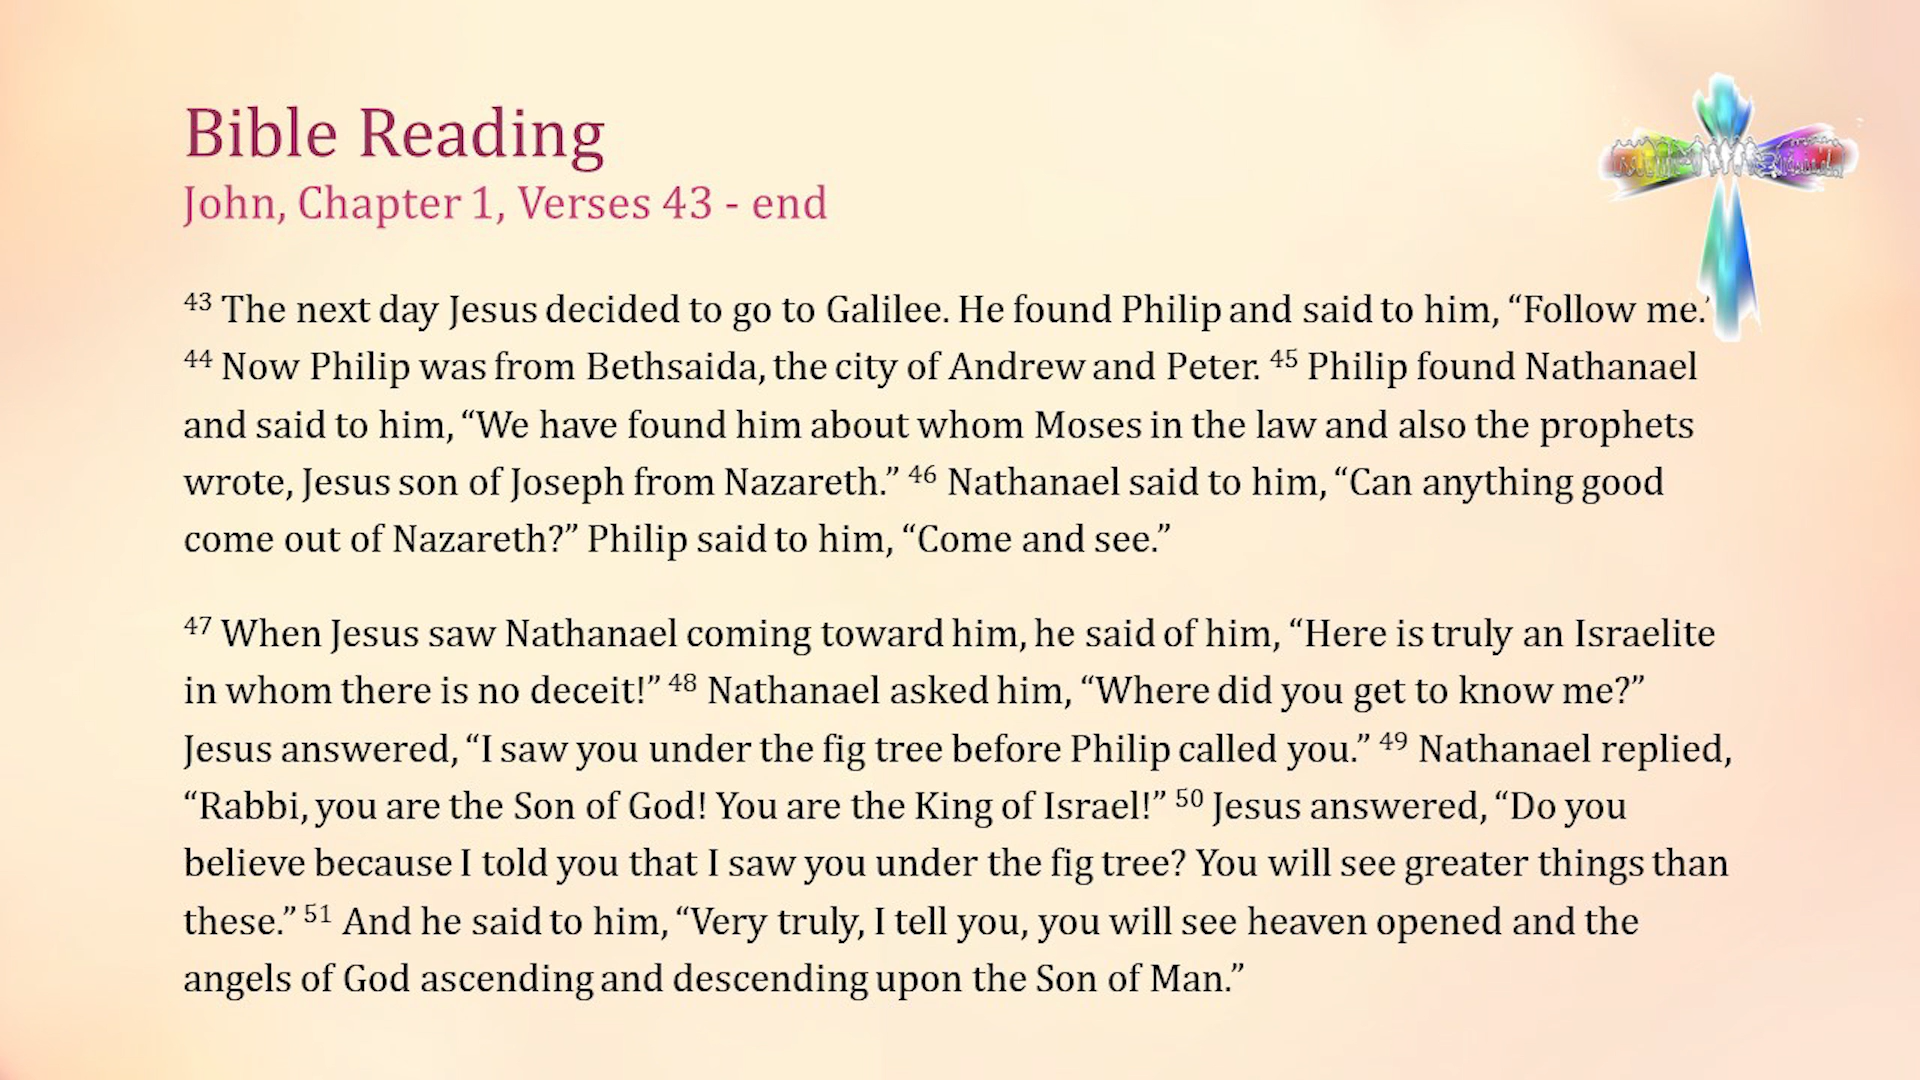 Bible Reading
John, Chapter 1, Verses 43 - end
43 The next day Jesus decided to go to Galilee. He found Philip and said to him, “Follow me.’
44 Now Philip was from Bethsaida, the city of Andrew and Peter. 45 Philip found Nathanael
and said to him, “We have found him about whom Moses in the law and also the prophets
wrote, Jesus son of Joseph from Nazareth.” 46 Nathanael said to him, “Can anything good
come out of Nazareth?” Philip said to him, “Come and see.”
47 When Jesus saw Nathanael coming toward him, he said of him, “Here is truly an Israelite
in whom there is no deceit!” 48 Nathanael asked him, “Where did you get to know me?”
Jesus answered, “I saw you under the fig tree before Philip called you.” 49 Nathanael replied,
“Rabbi, you are the Son of God! You are the King of Israel!” 50 Jesus answered, “Do you
believe because I told you that I saw you under the fig tree? You will see greater things than
these.” 51 And he said to him, “Very truly, I tell you, you will see heaven opened and the
angels of God ascending and descending upon the Son of Man.”